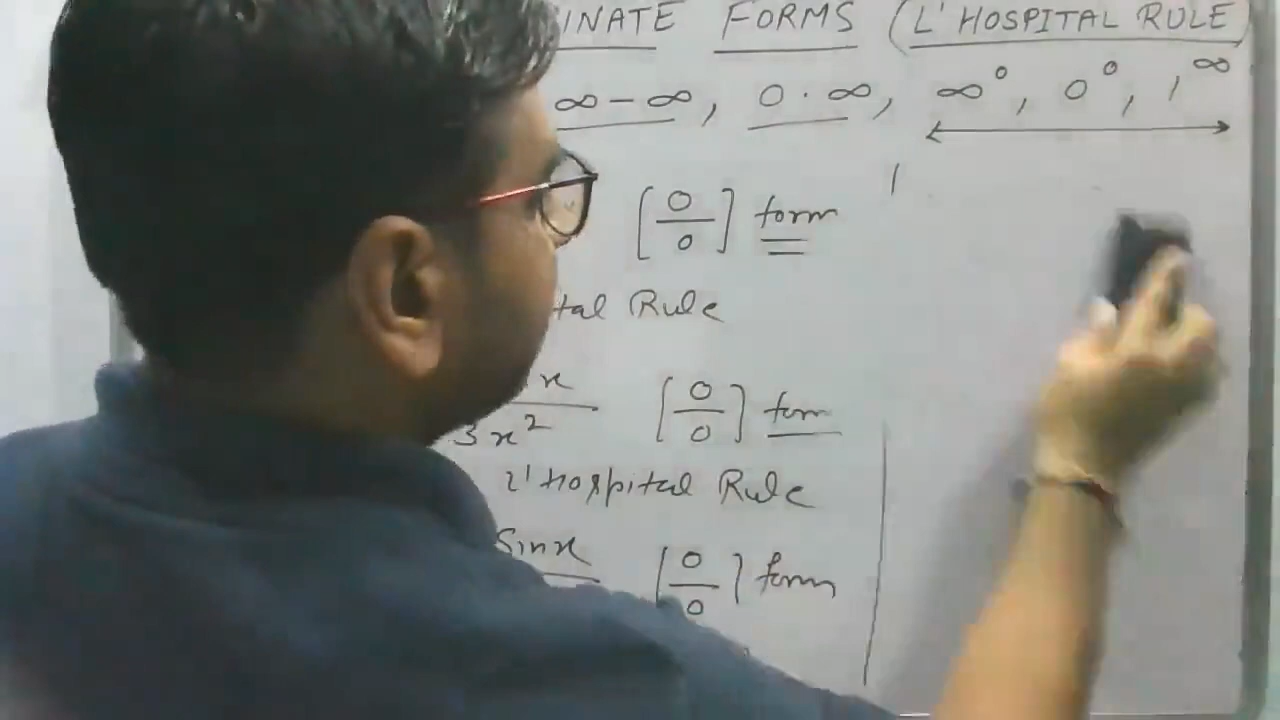 INATE FORMS (L'HOSPITAL RULE
∞ - ∞, 0 · ∞, ∞⁰, 0⁰, 1^∞
[0/0] form
tal Rule
x / 3x² [0/0] form
L'Hospital Rule
Sinx [0/0] form